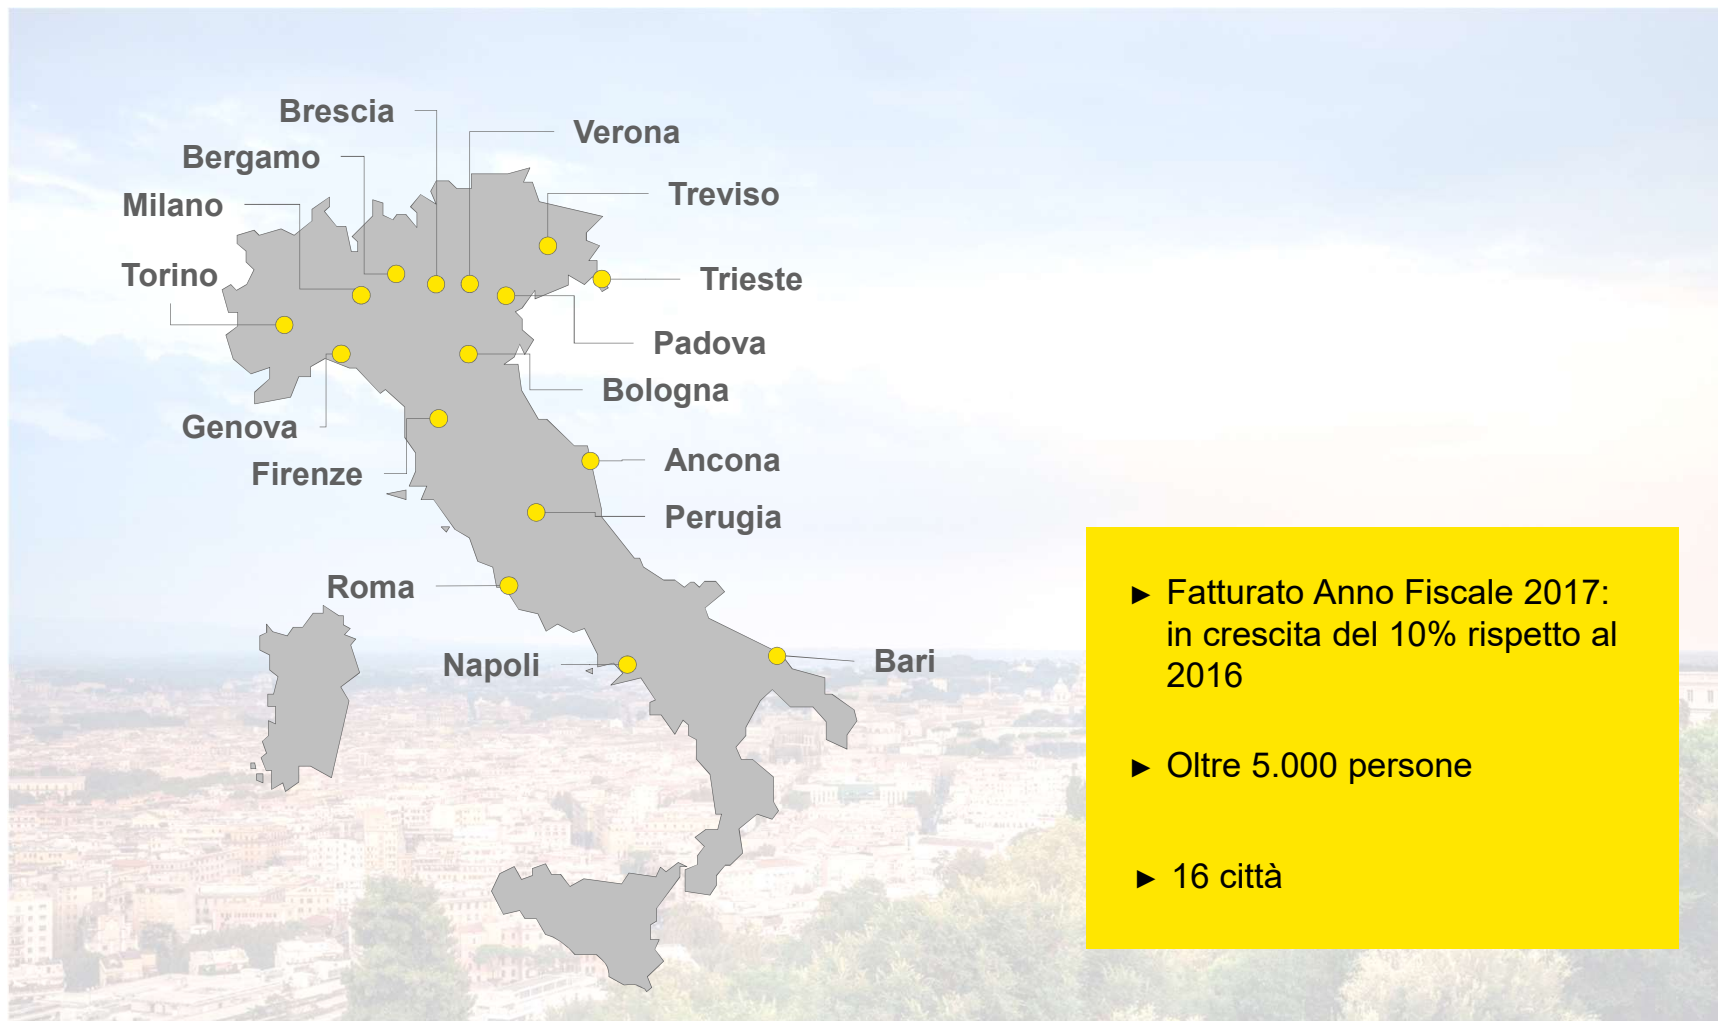 Brescia
Verona
Bergamo
Treviso
Milano
Torino
Trieste
Padova
Bologna
Genova
Ancona
Firenze
Perugia
Roma
Napoli
Bari
► Fatturato Anno Fiscale 2017:
in crescita del 10% rispetto al
2016
► Oltre 5.000 persone
► 16 città